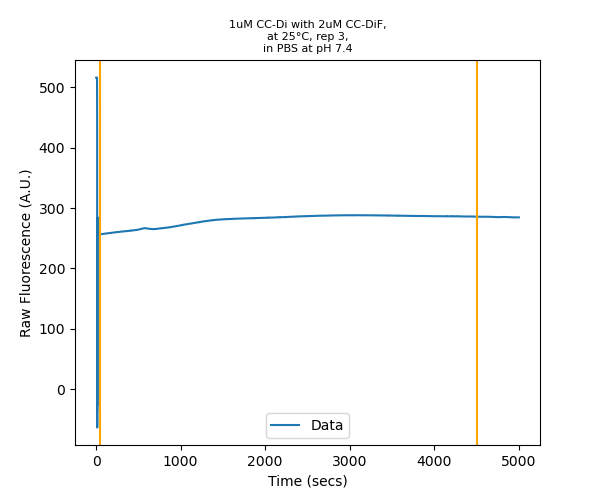 1uM CC-Di with 2uM CC-DiF,
at 25°C, rep 3,
in PBS at pH 7.4
Raw Fluorescence (A.U.)
500
400
300
200
100
0
Data
0 1000 2000 3000 4000 5000
Time (secs)